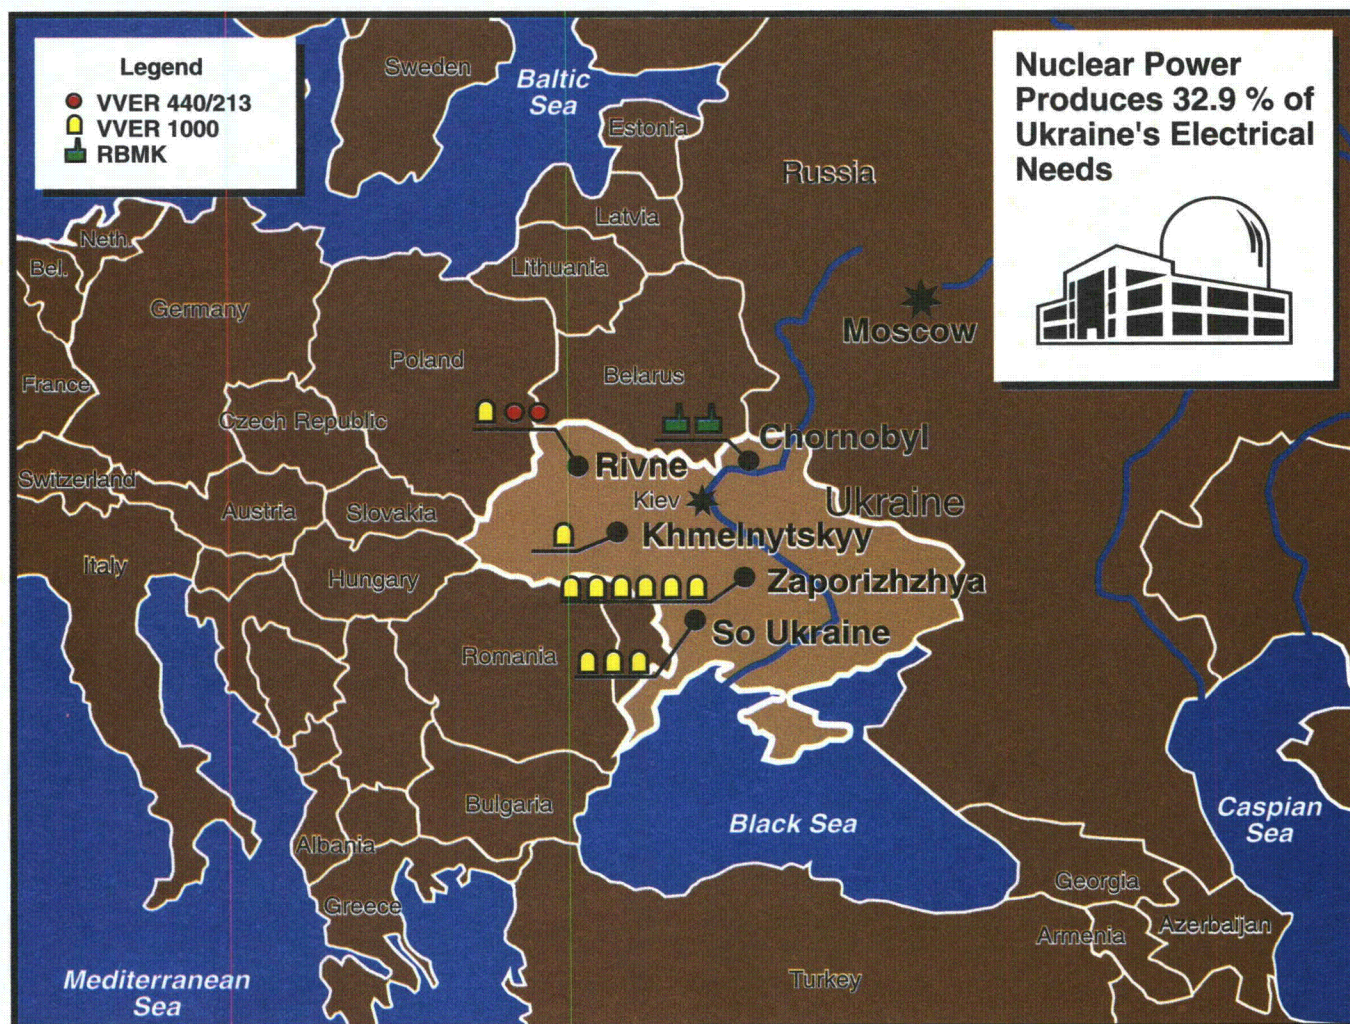 Legend
VVER 440/213
VVER 1000
RBMK
Nuclear Power
Produces 32.9 % of
Ukraine's Electrical
Needs
Sweden
Baltic
Sea
Estonia
Russia
Latvia
Neth.
Bel.
Lithuania
Germany
Moscow
Poland
Belarus
France
Czech Republic
Chornobyl
Rivne
Switzerland
Kiev
Ukraine
Austria
Slovakia
Khmelnytskyy
Italy
Hungary
Zaporizhzhya
So Ukraine
Romania
Bulgaria
Black Sea
Caspian
Sea
Albania
Georgia
Greece
Azerbaijan
Armenia
Mediterranean
Sea
Turkey